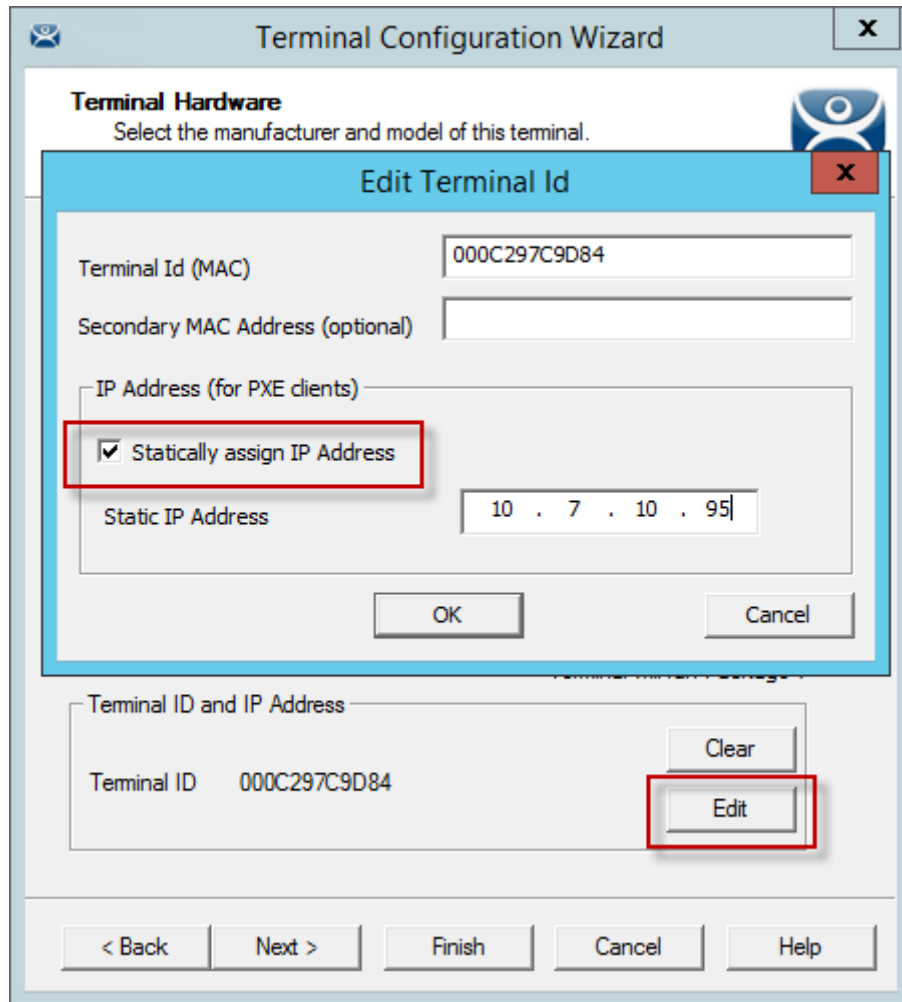 Terminal Configuration Wizard
x
Terminal Hardware
Select the manufacturer and model of this terminal.
Edit Terminal Id
x
Terminal Id (MAC) 000C297C9D84
Secondary MAC Address (optional)
IP Address (for PXE clients)
Statically assign IP Address
Static IP Address 10 . 7 . 10 . 95
OK Cancel
Terminal ID and IP Address
Clear
Terminal ID 000C297C9D84
Edit
< Back Next > Finish Cancel Help